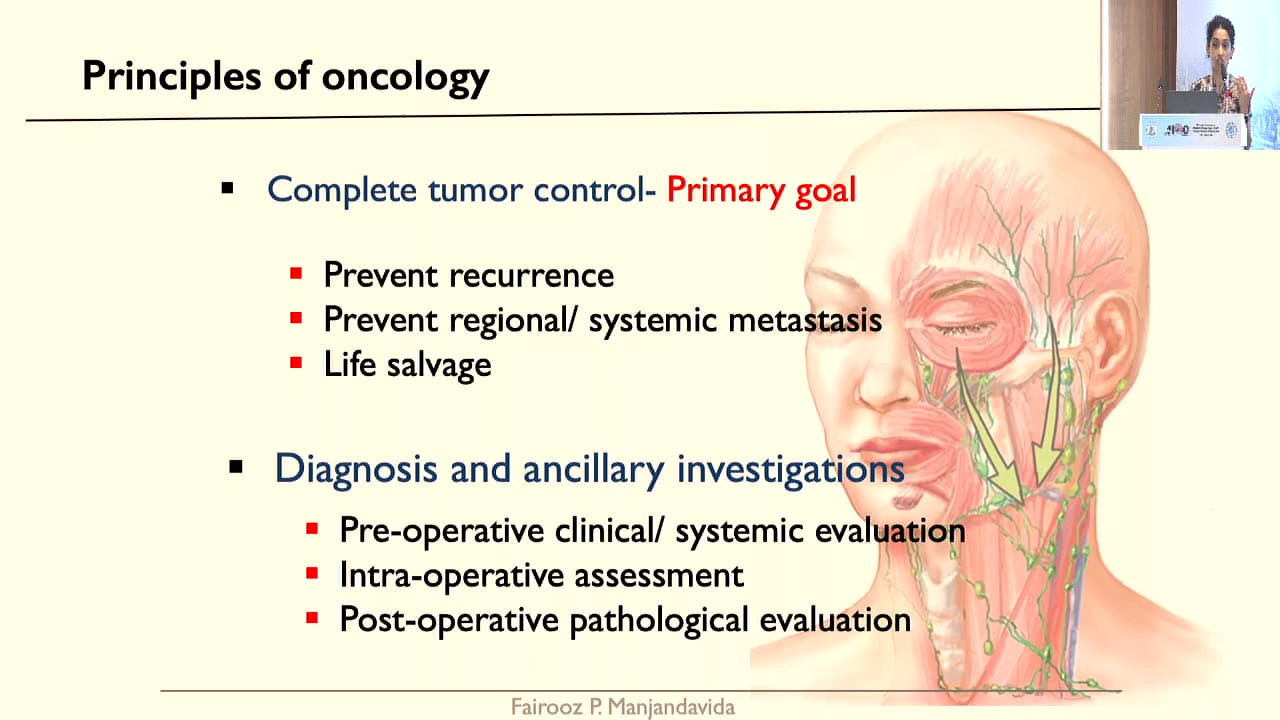 Principles of oncology
Complete tumor control- Primary goal
Prevent recurrence
Prevent regional/ systemic metastasis
Life salvage
Diagnosis and ancillary investigations
Pre-operative clinical/ systemic evaluation
Intra-operative assessment
Post-operative pathological evaluation
Fairooz P. Manjandavida